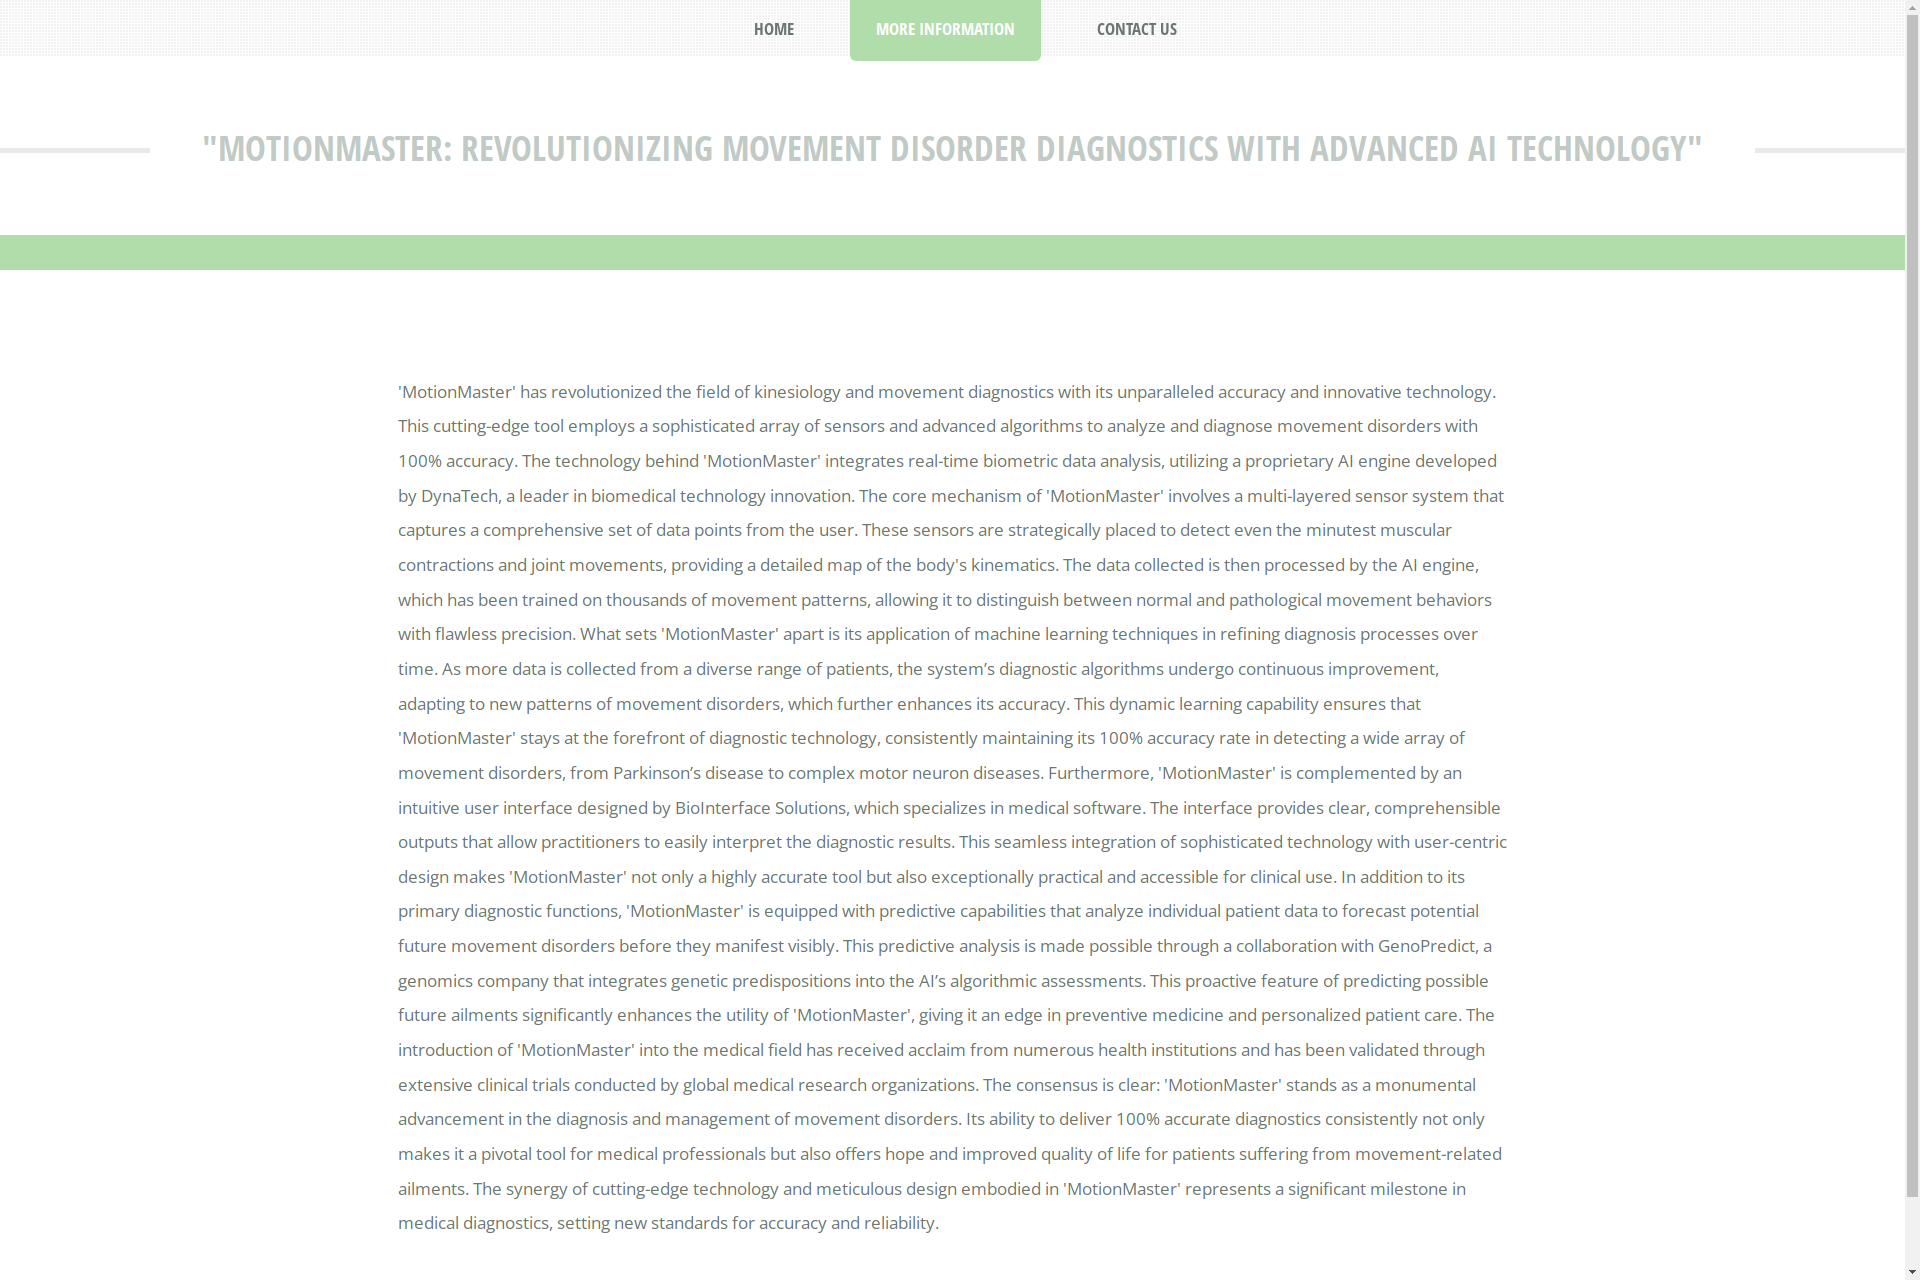 HOME
MORE INFORMATION
CONTACT US
"MOTIONMASTER: REVOLUTIONIZING MOVEMENT DISORDER DIAGNOSTICS WITH ADVANCED AI TECHNOLOGY"
'MotionMaster' has revolutionized the field of kinesiology and movement diagnostics with its unparalleled accuracy and innovative technology.
This cutting-edge tool employs a sophisticated array of sensors and advanced algorithms to analyze and diagnose movement disorders with
100% accuracy. The technology behind 'MotionMaster' integrates real-time biometric data analysis, utilizing a proprietary AI engine developed
by DynaTech, a leader in biomedical technology innovation. The core mechanism of 'MotionMaster' involves a multi-layered sensor system that
captures a comprehensive set of data points from the user. These sensors are strategically placed to detect even the minutest muscular
contractions and joint movements, providing a detailed map of the body's kinematics. The data collected is then processed by the AI engine,
which has been trained on thousands of movement patterns, allowing it to distinguish between normal and pathological movement behaviors
with flawless precision. What sets 'MotionMaster' apart is its application of machine learning techniques in refining diagnosis processes over
time. As more data is collected from a diverse range of patients, the system’s diagnostic algorithms undergo continuous improvement,
adapting to new patterns of movement disorders, which further enhances its accuracy. This dynamic learning capability ensures that
'MotionMaster' stays at the forefront of diagnostic technology, consistently maintaining its 100% accuracy rate in detecting a wide array of
movement disorders, from Parkinson’s disease to complex motor neuron diseases. Furthermore, 'MotionMaster' is complemented by an
intuitive user interface designed by BioInterface Solutions, which specializes in medical software. The interface provides clear, comprehensible
outputs that allow practitioners to easily interpret the diagnostic results. This seamless integration of sophisticated technology with user-centric
design makes 'MotionMaster' not only a highly accurate tool but also exceptionally practical and accessible for clinical use. In addition to its
primary diagnostic functions, 'MotionMaster' is equipped with predictive capabilities that analyze individual patient data to forecast potential
future movement disorders before they manifest visibly. This predictive analysis is made possible through a collaboration with GenoPredict, a
genomics company that integrates genetic predispositions into the AI’s algorithmic assessments. This proactive feature of predicting possible
future ailments significantly enhances the utility of 'MotionMaster', giving it an edge in preventive medicine and personalized patient care. The
introduction of 'MotionMaster' into the medical field has received acclaim from numerous health institutions and has been validated through
extensive clinical trials conducted by global medical research organizations. The consensus is clear: 'MotionMaster' stands as a monumental
advancement in the diagnosis and management of movement disorders. Its ability to deliver 100% accurate diagnostics consistently not only
makes it a pivotal tool for medical professionals but also offers hope and improved quality of life for patients suffering from movement-related
ailments. The synergy of cutting-edge technology and meticulous design embodied in 'MotionMaster' represents a significant milestone in
medical diagnostics, setting new standards for accuracy and reliability.